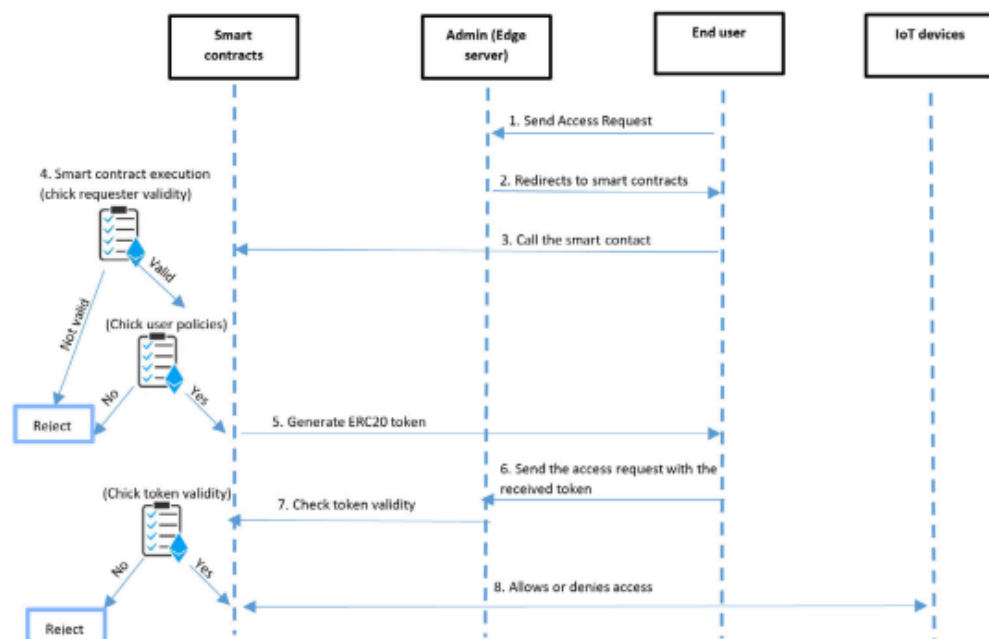 Smart
contracts
Admin (Edge
server)
End user
IoT devices
1. Send Access Request
4. Smart contract execution
(chick requester validity)
2. Redirects to smart contracts
3. Call the smart contact
Valid
Not valid
(Chick user policies)
No
Yes
Reject
5. Generate ERC20 token
6. Send the access request with the
received token
(Chick token validity)
7. Check token validity
No
Yes
8. Allows or denies access
Reject